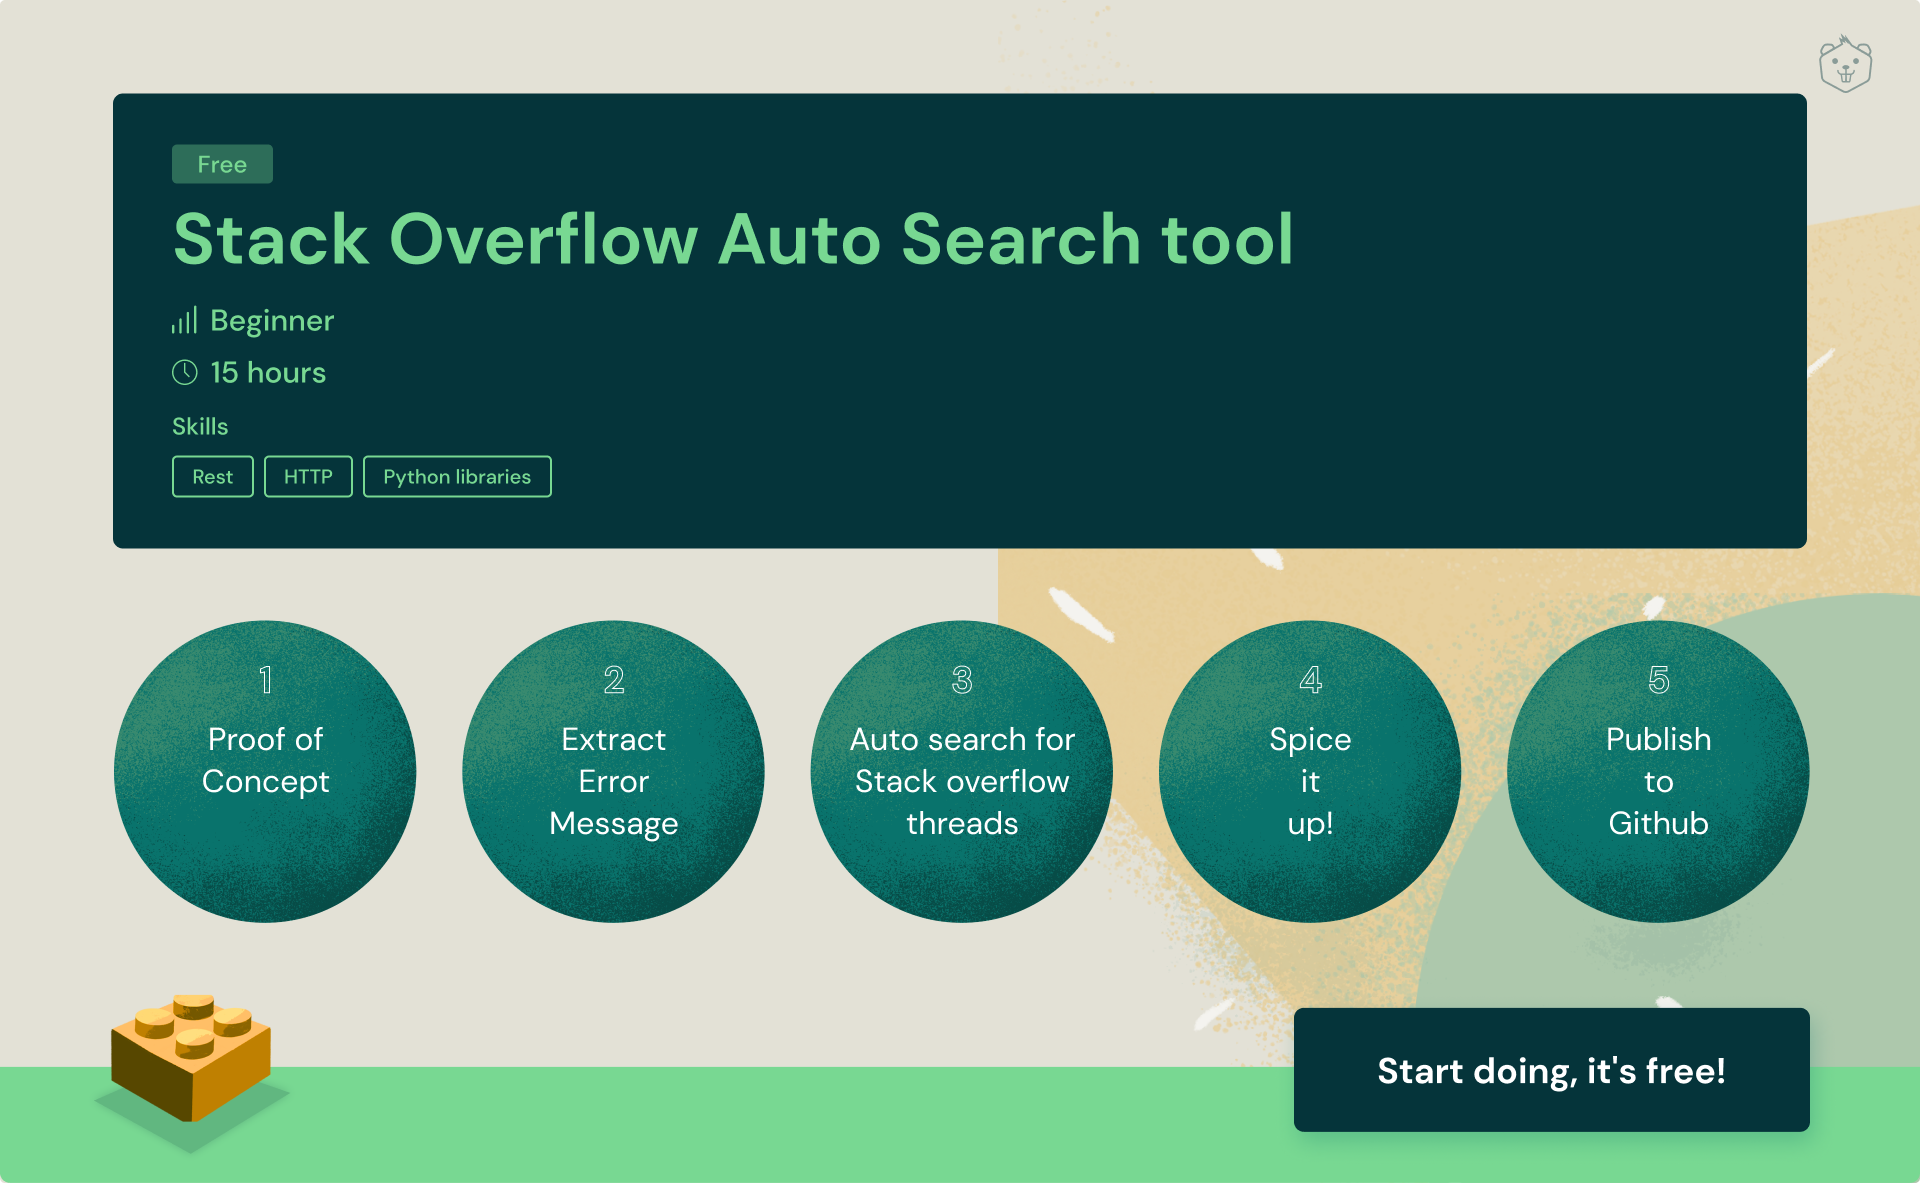 Free
Stack Overflow Auto Search tool
Beginner
15 hours
Skills
Rest
HTTP
Python libraries
1
Proof of
Concept
2
Extract
Error
Message
3
Auto search for
Stack overflow
threads
4
Spice
it
up!
5
Publish
to
Github
Start doing, it's free!